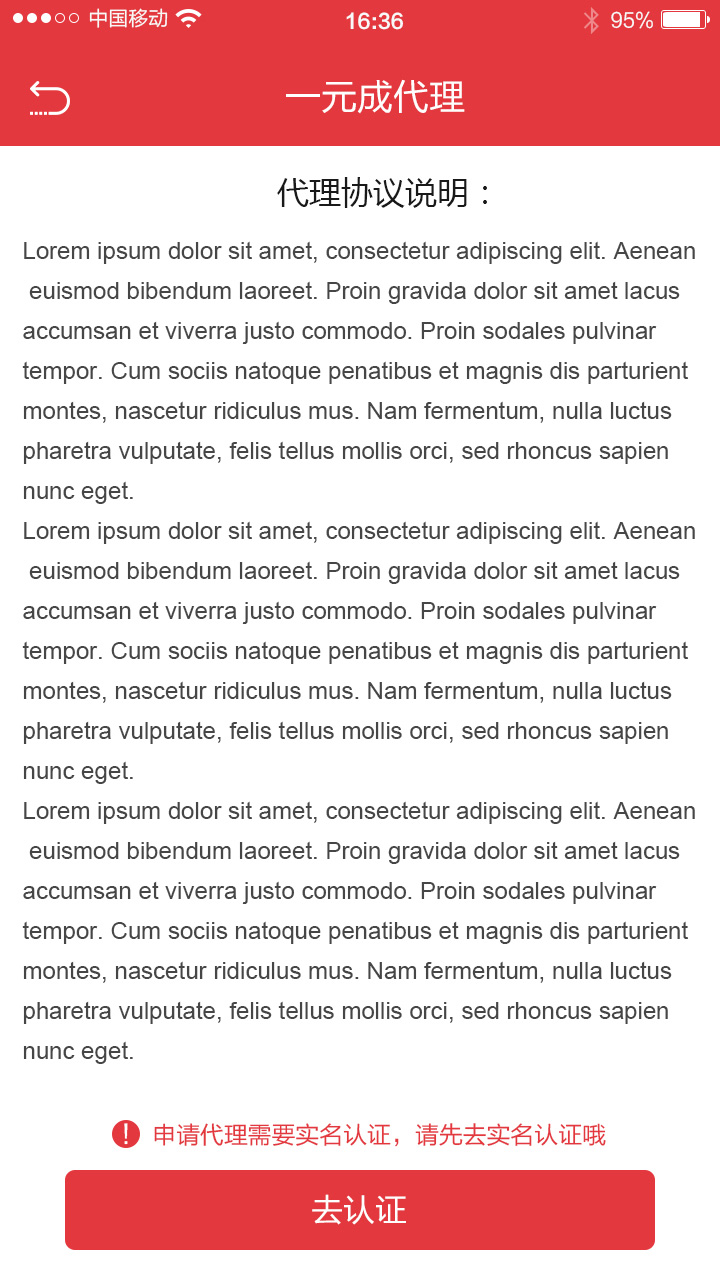 中国移动
16:36
95%
一元成代理
代理协议说明：
Lorem ipsum dolor sit amet, consectetur adipiscing elit. Aenean
euismod bibendum laoreet. Proin gravida dolor sit amet lacus
accumsan et viverra justo commodo. Proin sodales pulvinar
tempor. Cum sociis natoque penatibus et magnis dis parturient
montes, nascetur ridiculus mus. Nam fermentum, nulla luctus
pharetra vulputate, felis tellus mollis orci, sed rhoncus sapien
nunc eget.
Lorem ipsum dolor sit amet, consectetur adipiscing elit. Aenean
euismod bibendum laoreet. Proin gravida dolor sit amet lacus
accumsan et viverra justo commodo. Proin sodales pulvinar
tempor. Cum sociis natoque penatibus et magnis dis parturient
montes, nascetur ridiculus mus. Nam fermentum, nulla luctus
pharetra vulputate, felis tellus mollis orci, sed rhoncus sapien
nunc eget.
Lorem ipsum dolor sit amet, consectetur adipiscing elit. Aenean
euismod bibendum laoreet. Proin gravida dolor sit amet lacus
accumsan et viverra justo commodo. Proin sodales pulvinar
tempor. Cum sociis natoque penatibus et magnis dis parturient
montes, nascetur ridiculus mus. Nam fermentum, nulla luctus
pharetra vulputate, felis tellus mollis orci, sed rhoncus sapien
nunc eget.
申请代理需要实名认证，请先去实名认证哦
去认证